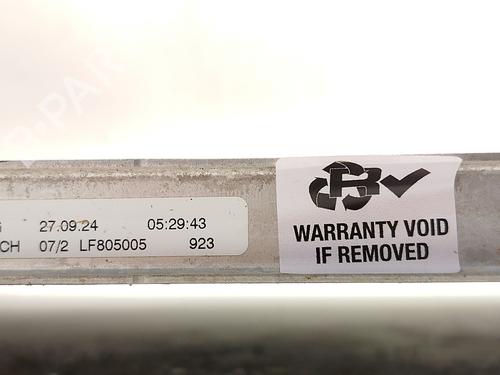 27.09.24 05:29:43
CH 07/2 LF805005 923
B
WARRANTY VOID
IF REMOVED